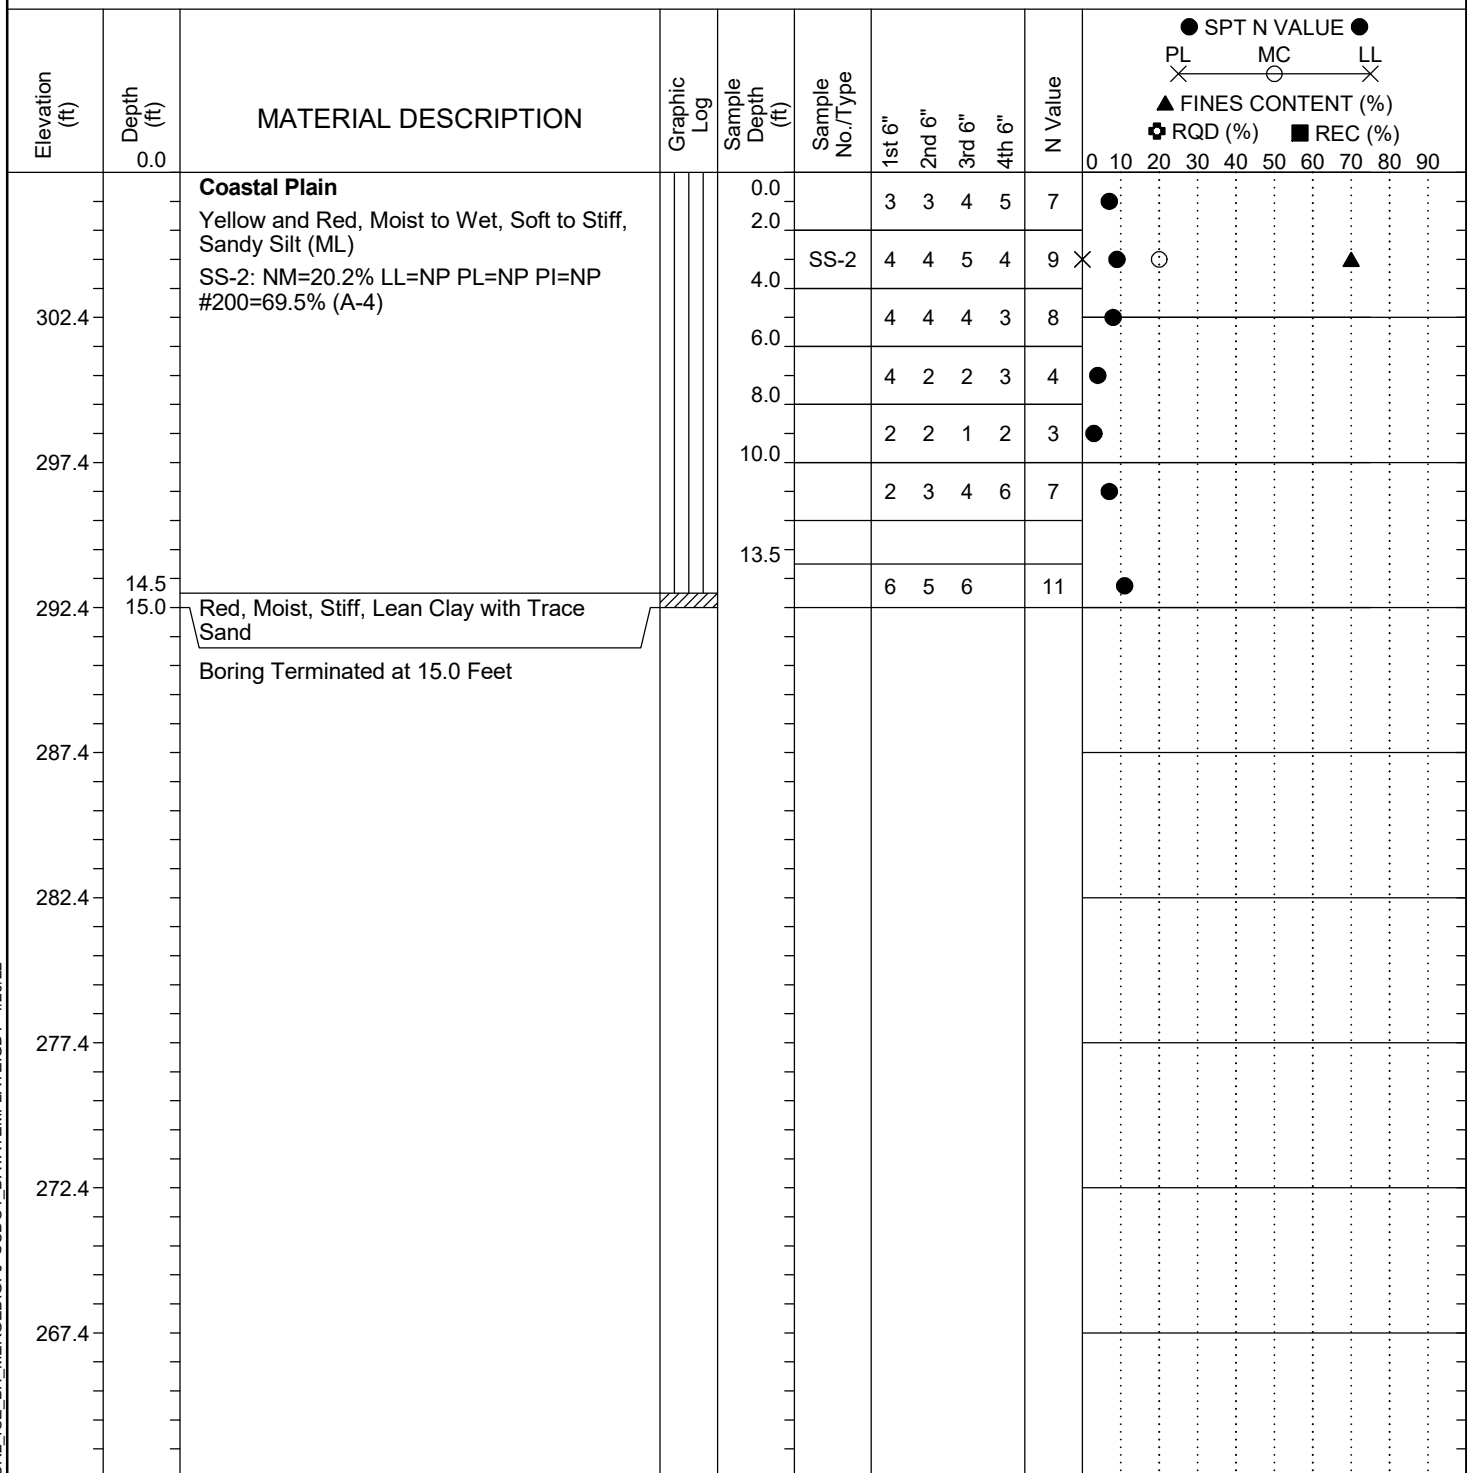 ● SPT N VALUE ●
PL MC LL
▲ FINES CONTENT (%)
RQD (%) ■ REC (%)
Elevation (ft)
Depth (ft)
0.0
MATERIAL DESCRIPTION
Graphic Log
Sample Depth (ft)
Sample No./Type
1st 6"
2nd 6"
3rd 6"
4th 6"
N Value
0 10 20 30 40 50 60 70 80 90
Coastal Plain
Yellow and Red, Moist to Wet, Soft to Stiff,
Sandy Silt (ML)
SS-2: NM=20.2% LL=NP PL=NP PI=NP
#200=69.5% (A-4)
0.0
3 3 4 5 7
2.0
SS-2 4 4 5 4 9
4.0
302.4
4 4 4 3 8
6.0
4 2 2 3 4
8.0
2 2 1 2 3
10.0
297.4
2 3 4 6 7
13.5
14.5
6 5 6 11
292.4 15.0 Red, Moist, Stiff, Lean Clay with Trace
Sand
Boring Terminated at 15.0 Feet
287.4
282.4
277.4
272.4
267.4